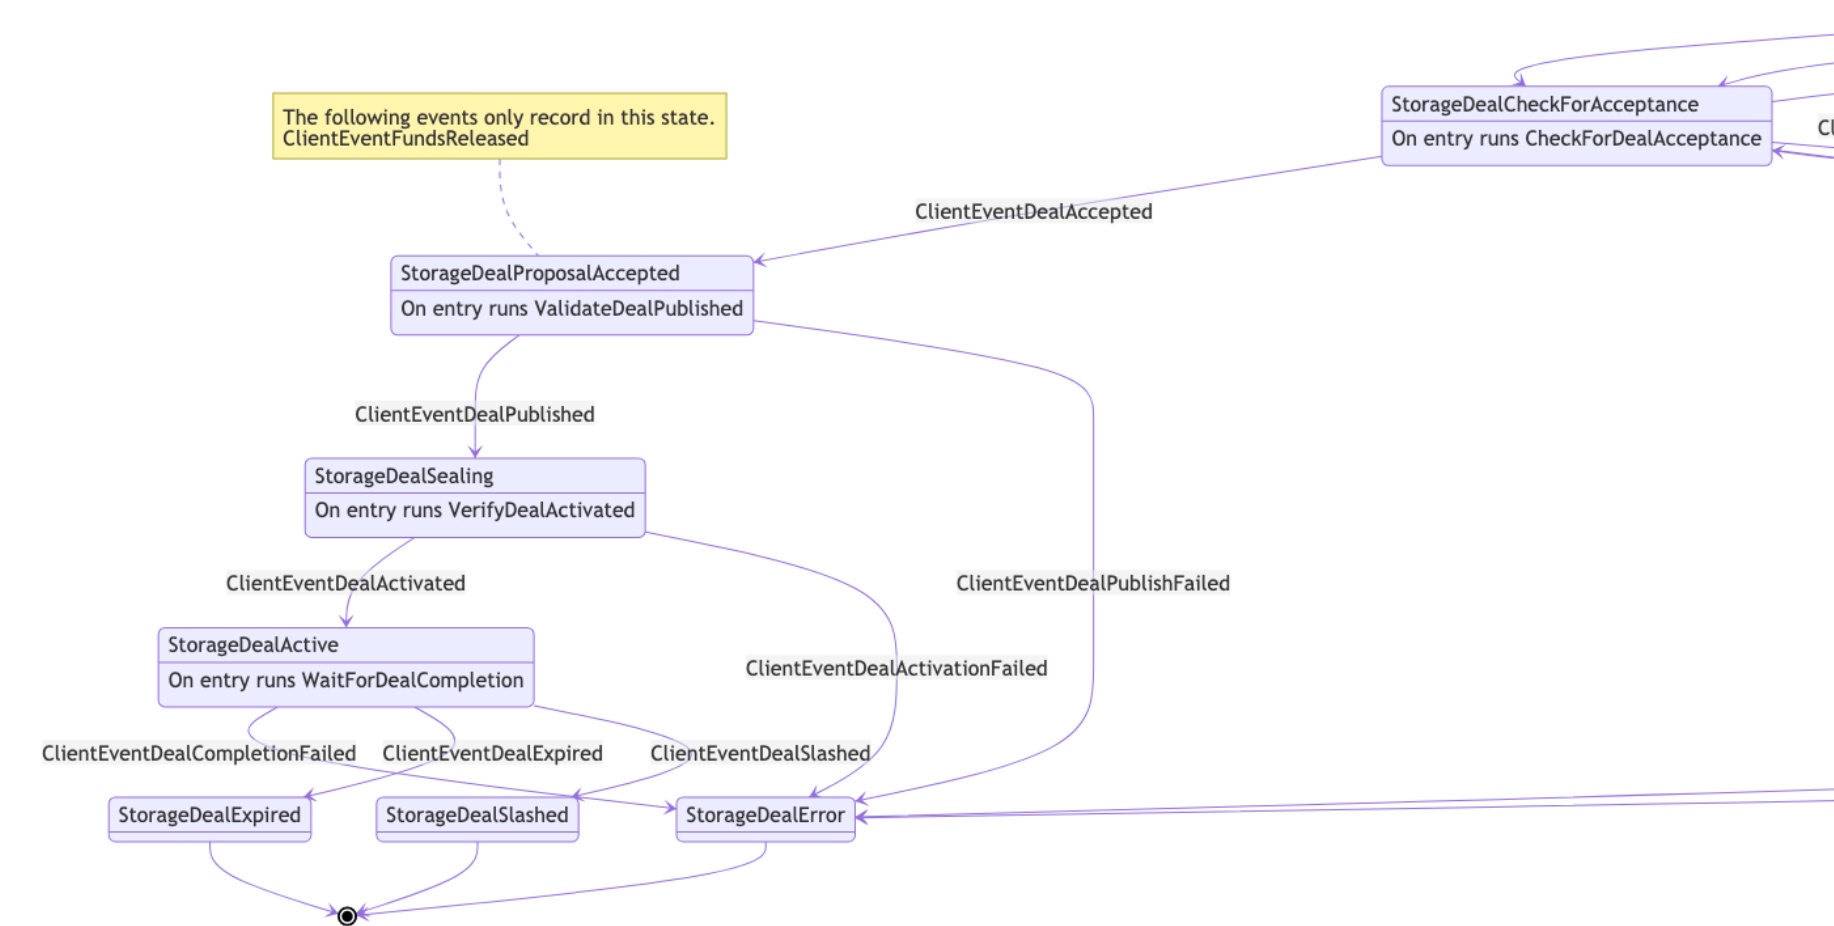 The following events only record in this state.
ClientEventFundsReleased
StorageDealCheckForAcceptance
On entry runs CheckForDealAcceptance
ClientEventDealAccepted
StorageDealProposalAccepted
On entry runs ValidateDealPublished
ClientEventDealPublished
StorageDealSealing
On entry runs VerifyDealActivated
ClientEventDealActivated
ClientEventDealPublishFailed
StorageDealActive
On entry runs WaitForDealCompletion
ClientEventDealActivationFailed
ClientEventDealCompletionFailed
ClientEventDealExpired
ClientEventDealSlashed
StorageDealExpired
StorageDealSlashed
StorageDealError